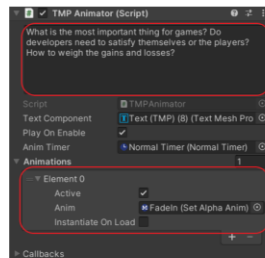 TMP Animator (Script)
What is the most important thing for games? Do
developers need to satisfy themselves or the players?
How to weigh the gains and losses?
Script TMPAnimator
Text Component Text (TMP) (8) (Text Mesh Pro
Play On Enable
Anim Timer Normal Timer (Normal Timer)
Animations 1
Element 0
Active
Anim FadeIn (Set Alpha Anim)
Instantiate On Load
+ −
Callbacks